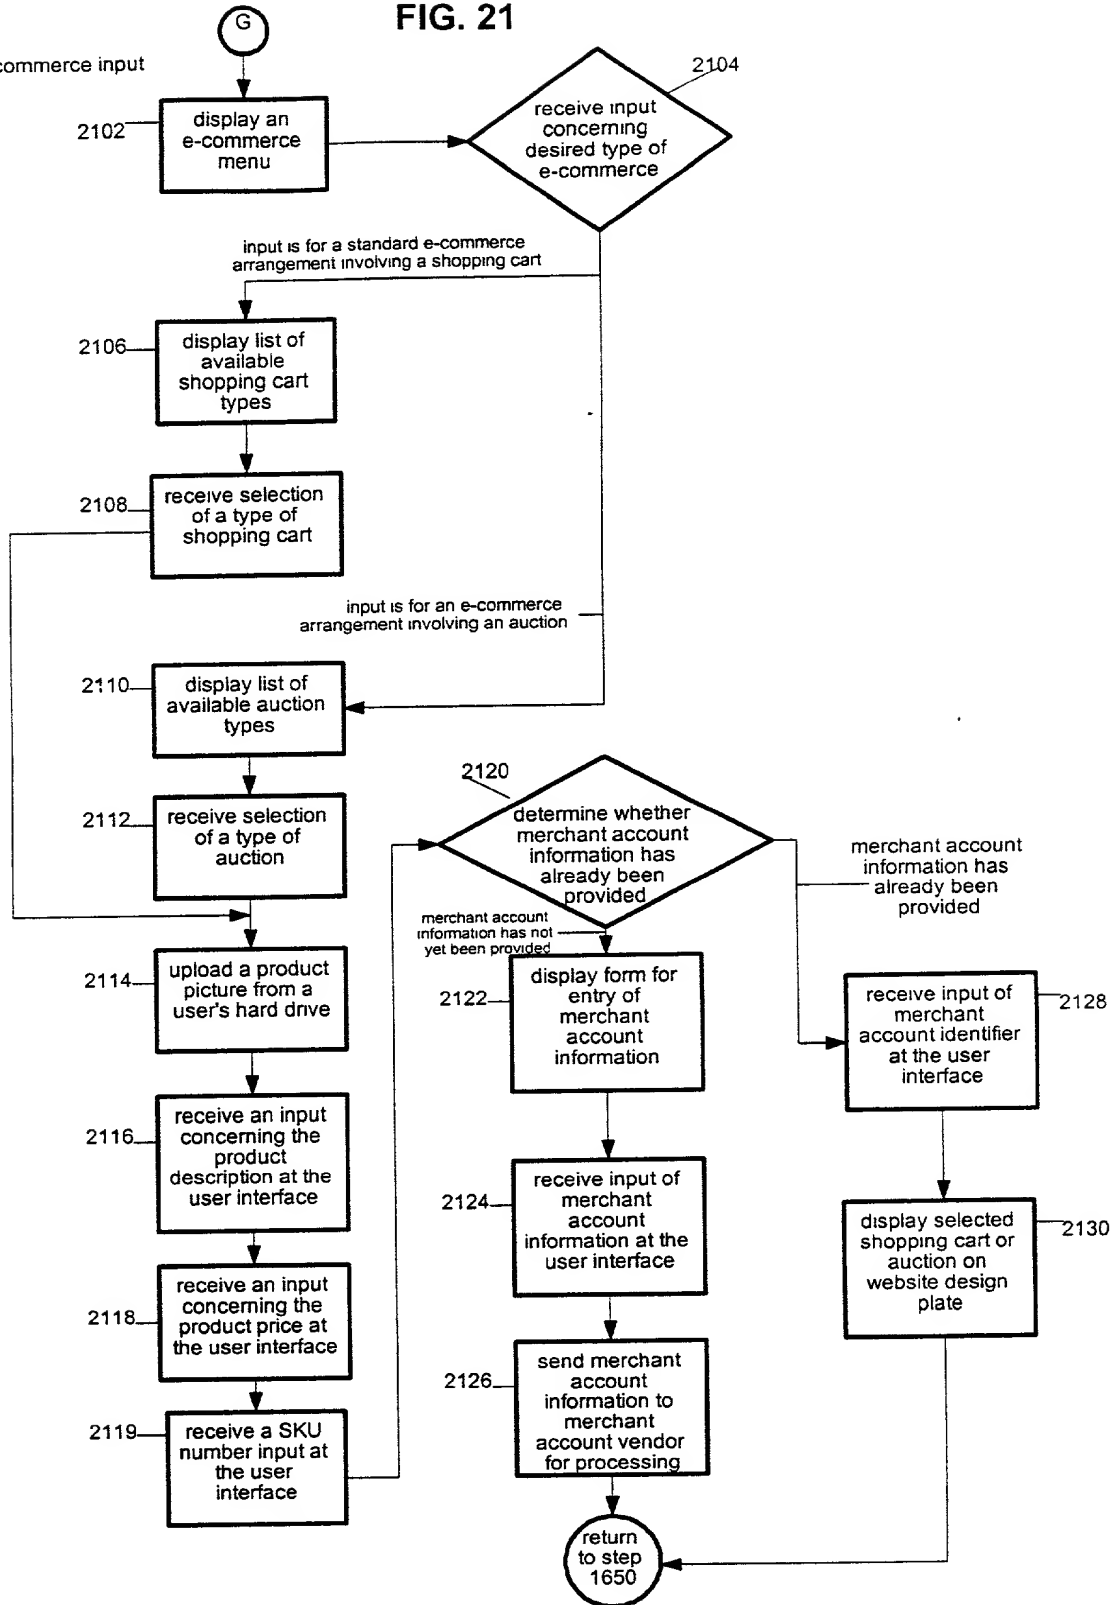 FIG. 21
G
commerce input
2102
display an
e-commerce
menu
2104
receive input
concerning
desired type of
e-commerce
input is for a standard e-commerce
arrangement involving a shopping cart
2106
display list of
available
shopping cart
types
2108
receive selection
of a type of
shopping cart
input is for an e-commerce
arrangement involving an auction
2110
display list of
available auction
types
2112
receive selection
of a type of
auction
2114
upload a product
picture from a
user's hard drive
2116
receive an input
concerning the
product
description at the
user interface
2118
receive an input
concerning the
product price at
the user interface
2119
receive a SKU
number input at
the user
interface
2120
determine whether
merchant account
information has
already been
provided
merchant account
information has not
yet been provided
merchant account
information has
already been
provided
2122
display form for
entry of
merchant
account
information
2124
receive input of
merchant
account
information at the
user interface
2126
send merchant
account
information to
merchant
account vendor
for processing
2128
receive input of
merchant
account identifier
at the user
interface
2130
display selected
shopping cart or
auction on
website design
plate
return
to step
1650